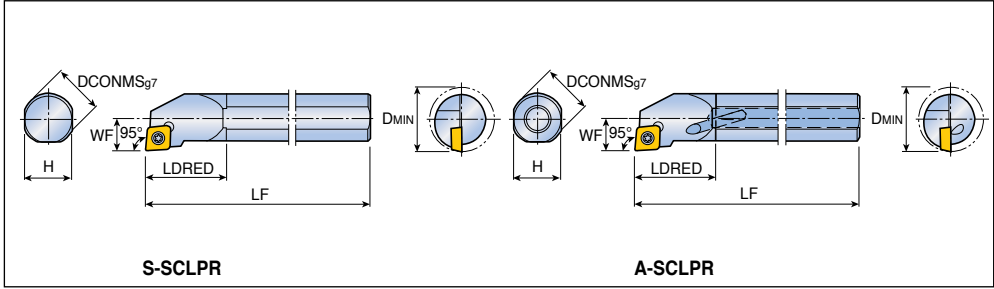 DCONMSg7
WF
95°
H
LDRED
LF
DMIN
S-SCLPR
DCONMSg7
WF
95°
H
LDRED
LF
DMIN
A-SCLPR